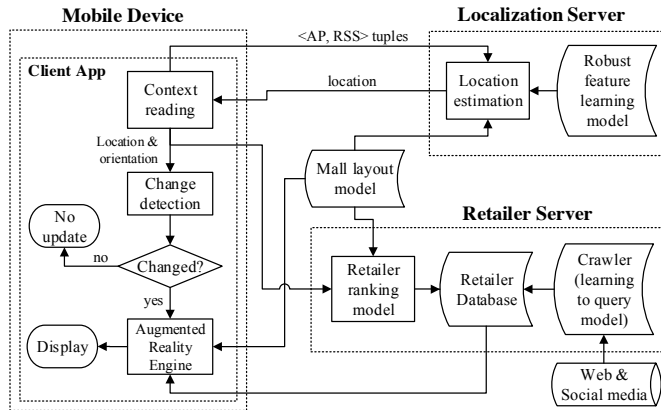 Mobile Device
Localization Server
<AP, RSS> tuples
Client App
Context
reading
location
Location
estimation
Robust
feature
learning
model
Location &
orientation
Mall layout
model
Change
detection
No
update
no
Changed?
yes
Retailer Server
Retailer
ranking
model
Retailer
Database
Crawler
(learning
to query
model)
Display
Augmented
Reality
Engine
Web &
Social media